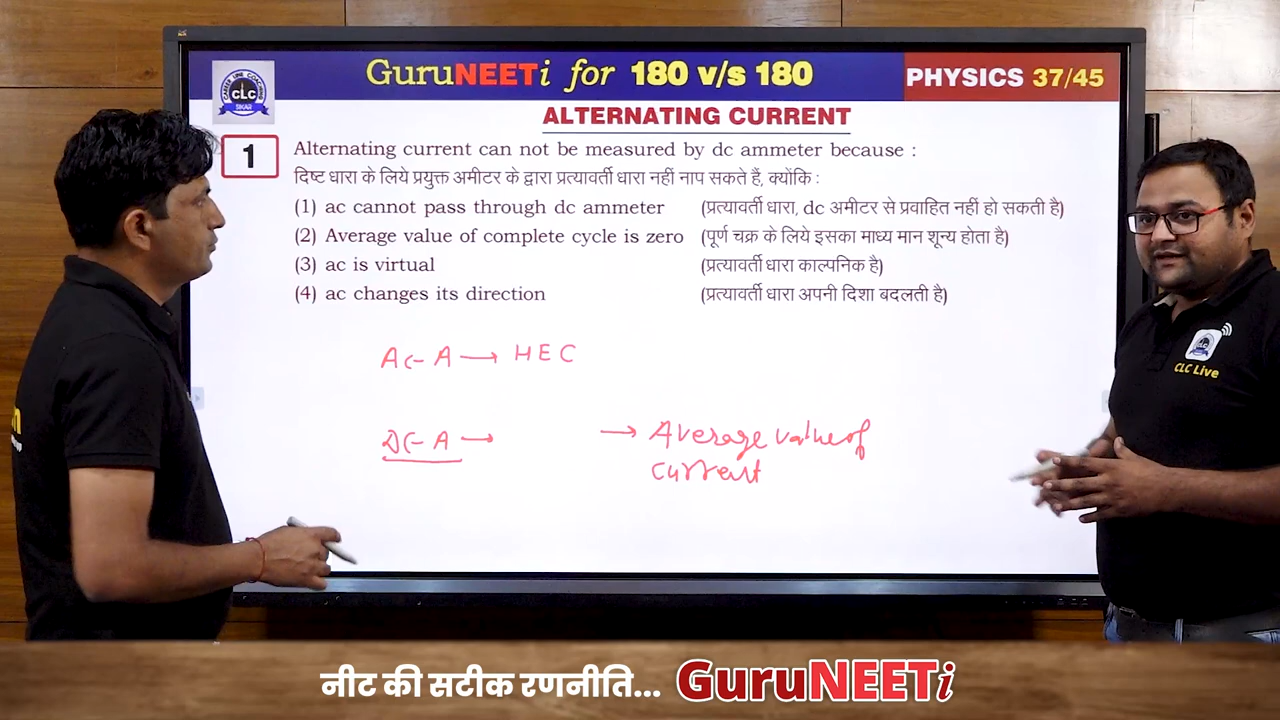 GuruNEETi for 180 v/s 180
PHYSICS 37/45
CLC
SIKAR
ALTERNATING CURRENT
1
Alternating current can not be measured by dc ammeter because :
दिष्ट धारा के लिये प्रयुक्त अमीटर के द्वारा प्रत्यावर्ती धारा नहीं नाप सकते हैं, क्योंकि :
(1) ac cannot pass through dc ammeter (प्रत्यावर्ती धारा, dc अमीटर से प्रवाहित नहीं हो सकती है)
(2) Average value of complete cycle is zero (पूर्ण चक्र के लिये इसका माध्य मान शून्य होता है)
(3) ac is virtual (प्रत्यावर्ती धारा काल्पनिक है)
(4) ac changes its direction (प्रत्यावर्ती धारा अपनी दिशा बदलती है)
AC- A → HEC
DC- A → → Average value of
current
CLC Live
नीट की सटीक रणनीति... GuruNEETi